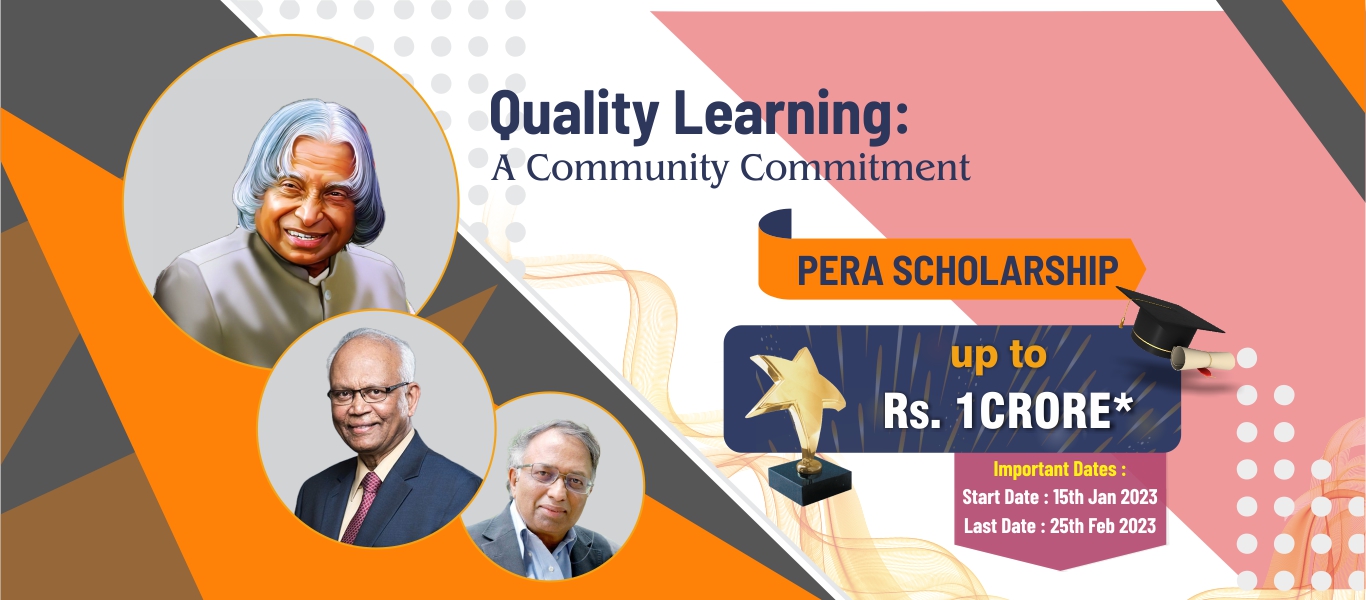 Quality Learning:
A Community Commitment
PERA SCHOLARSHIP
up to
Rs. 1CRORE*
Important Dates :
Start Date : 15th Jan 2023
Last Date : 25th Feb 2023